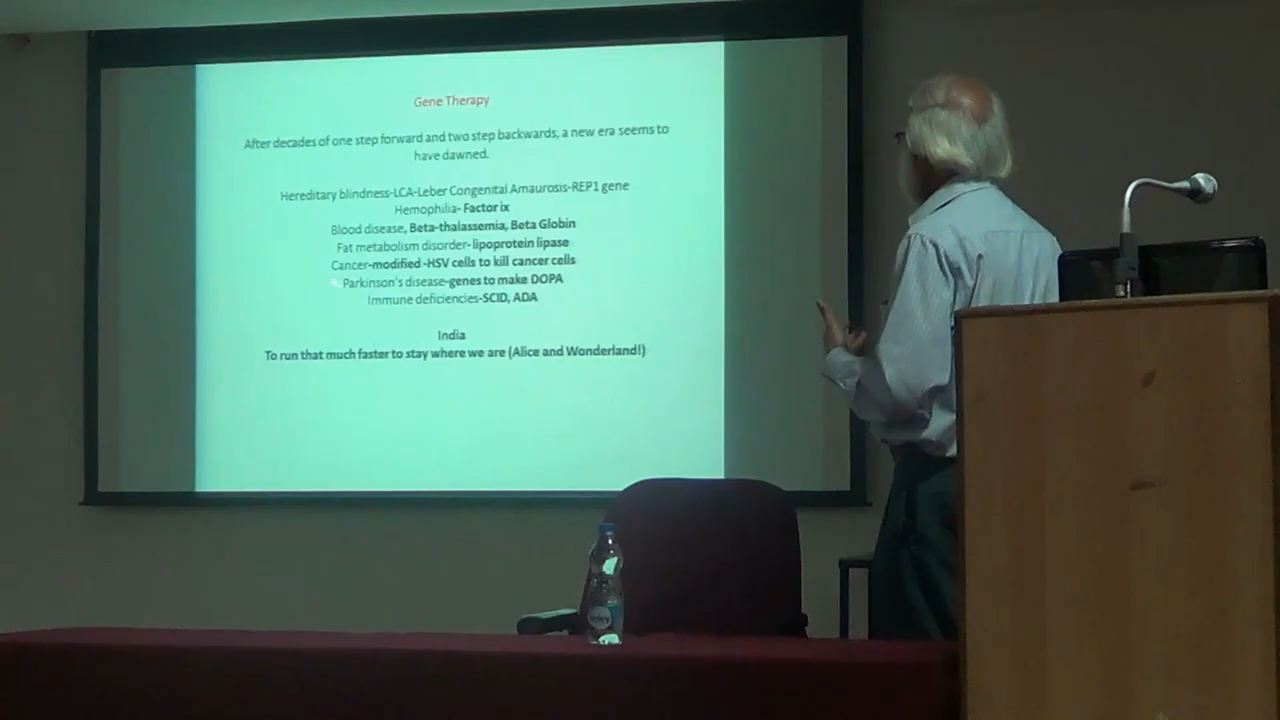 Gene Therapy
After decades of one step forward and two step backwards, a new era seems to
have dawned.
Hereditary blindness-LCA-Leber Congenital Amaurosis-REP1 gene
Hemophilia- Factor ix
Blood disease, Beta-thalassemia, Beta Globin
Fat metabolism disorder- lipoprotein lipase
Cancer-modified -HSV cells to kill cancer cells
Parkinson's disease-genes to make DOPA
Immune deficiencies-SCID, ADA
India
To run that much faster to stay where we are (Alice and Wonderland!)